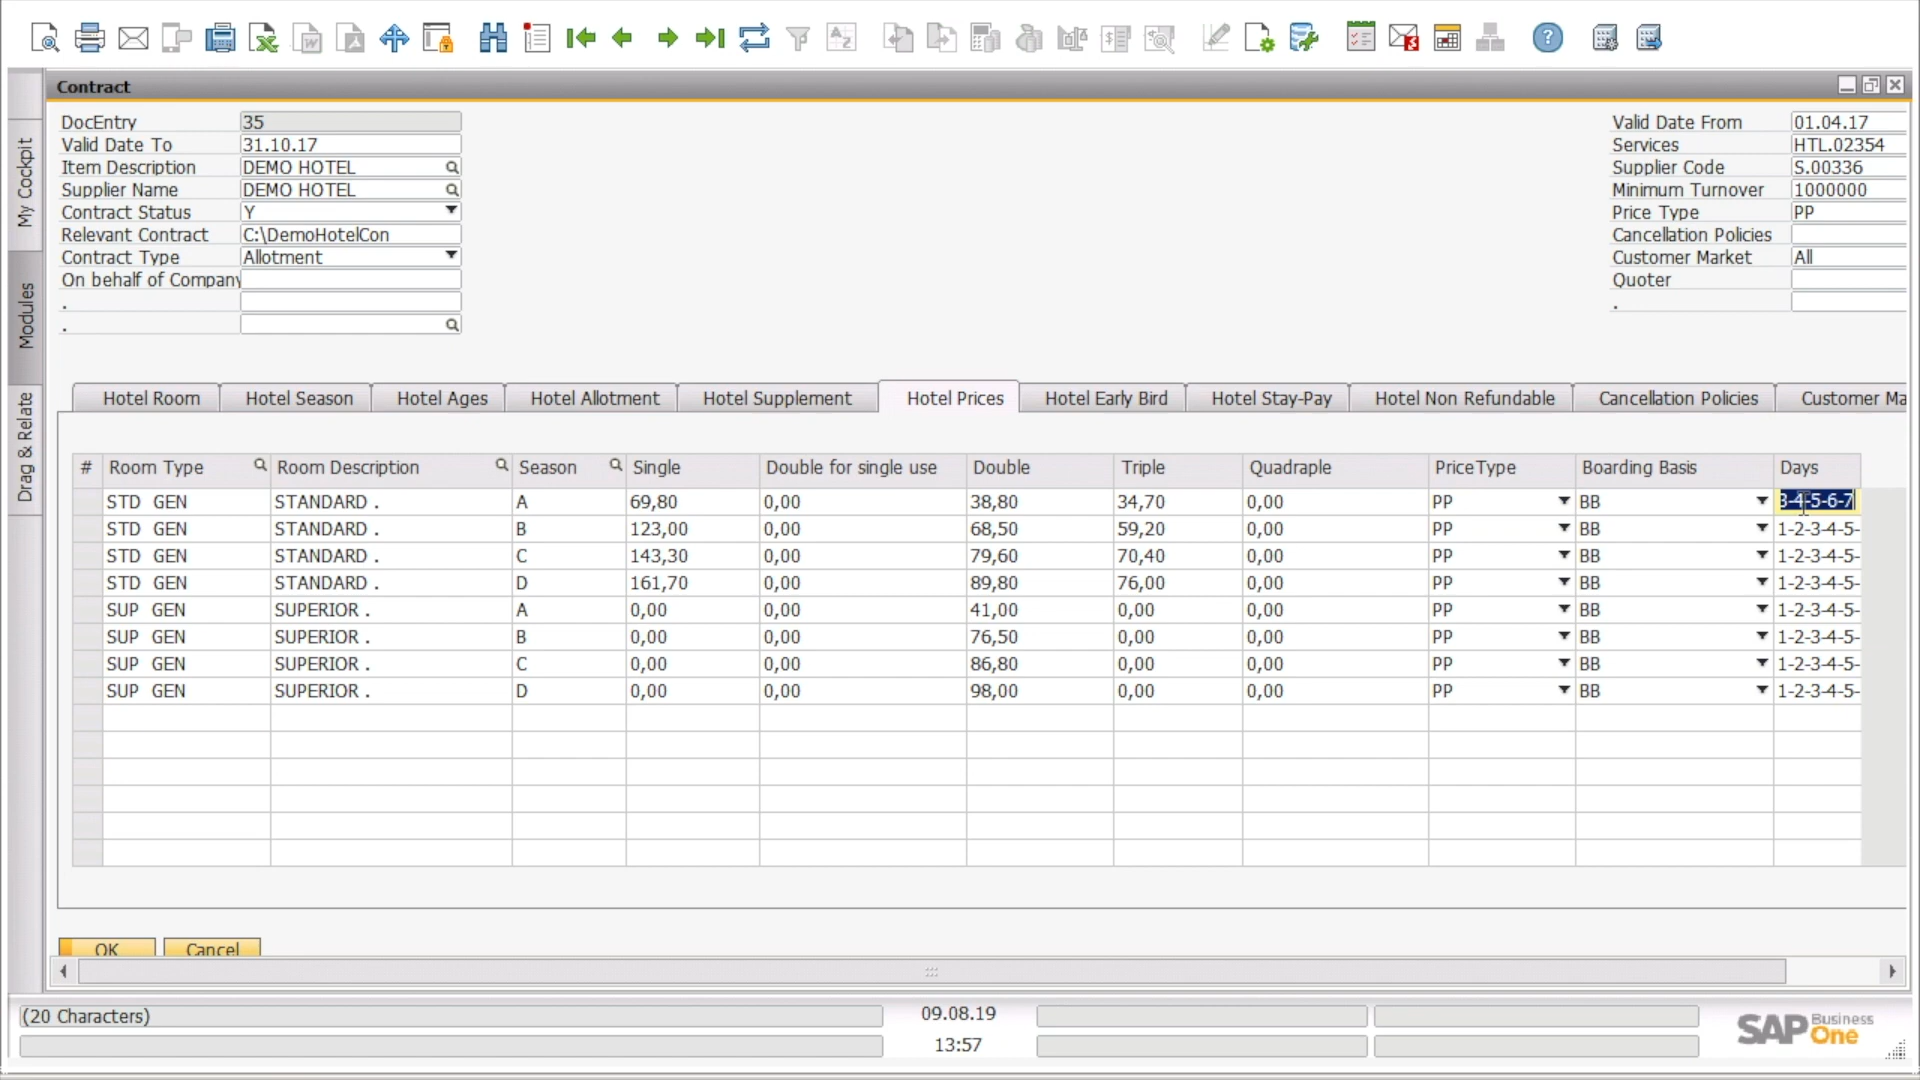 Contract
My Cockpit
Modules
Drag & Relate
DocEntry 35
Valid Date To 31.10.17
Item Description DEMO HOTEL
Supplier Name DEMO HOTEL
Contract Status Y
Relevant Contract C:\DemoHotelCon
Contract Type Allotment
On behalf of Company
.
.
Valid Date From 01.04.17
Services HTL.02354
Supplier Code S.00336
Minimum Turnover 1000000
Price Type PP
Cancellation Policies
Customer Market All
Quoter
.
Hotel Room Hotel Season Hotel Ages Hotel Allotment Hotel Supplement Hotel Prices Hotel Early Bird Hotel Stay-Pay Hotel Non Refundable Cancellation Policies Customer Ma
# Room Type Room Description Season Single Double for single use Double Triple Quadraple PriceType Boarding Basis Days
STD GEN STANDARD . A 69,80 0,00 38,80 34,70 0,00 PP BB 3-4-5-6-7
STD GEN STANDARD . B 123,00 0,00 68,50 59,20 0,00 PP BB 1-2-3-4-5-
STD GEN STANDARD . C 143,30 0,00 79,60 70,40 0,00 PP BB 1-2-3-4-5-
STD GEN STANDARD . D 161,70 0,00 89,80 76,00 0,00 PP BB 1-2-3-4-5-
SUP GEN SUPERIOR . A 0,00 0,00 41,00 0,00 0,00 PP BB 1-2-3-4-5-
SUP GEN SUPERIOR . B 0,00 0,00 76,50 0,00 0,00 PP BB 1-2-3-4-5-
SUP GEN SUPERIOR . C 0,00 0,00 86,80 0,00 0,00 PP BB 1-2-3-4-5-
SUP GEN SUPERIOR . D 0,00 0,00 98,00 0,00 0,00 PP BB 1-2-3-4-5-
OK Cancel
(20 Characters) 09.08.19
13:57
SAP Business One